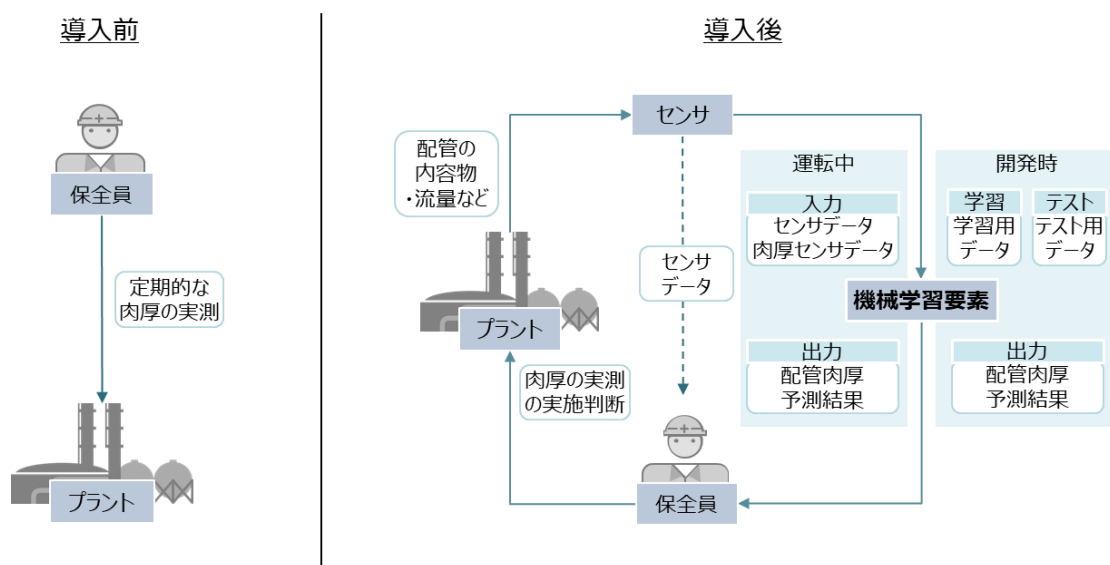 導入前
保全員
定期的な
肉厚の実測
プラント
導入後
センサ
配管の
内容物
・流量など
プラント
センサ
データ
肉厚の実測
の実施判断
保全員
運転中
入力
センサデータ
肉厚センサデータ
開発時
学習
学習用
データ
テスト
テスト用
データ
機械学習要素
出力
配管肉厚
予測結果
出力
配管肉厚
予測結果